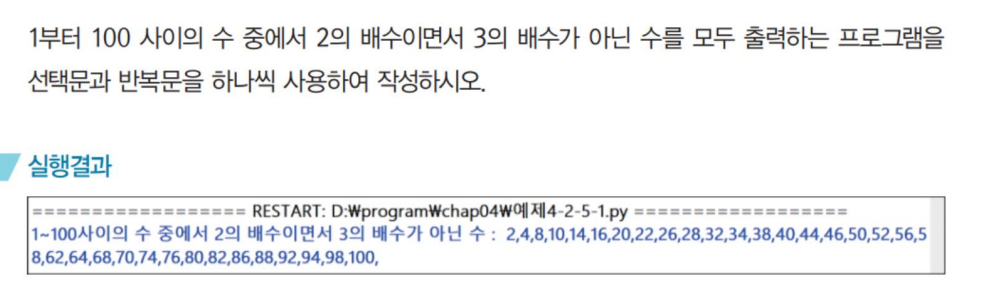 1부터 100 사이의 수 중에서 2의 배수이면서 3의 배수가 아닌 수를 모두 출력하는 프로그램을
선택문과 반복문을 하나씩 사용하여 작성하시오.
실행결과
================== RESTART: D:₩program₩chap04₩예제4-2-5-1.py ==================
1~100사이의 수 중에서 2의 배수이면서 3의 배수가 아닌 수 : 2,4,8,10,14,16,20,22,26,28,32,34,38,40,44,46,50,52,56,5
8,62,64,68,70,74,76,80,82,86,88,92,94,98,100,